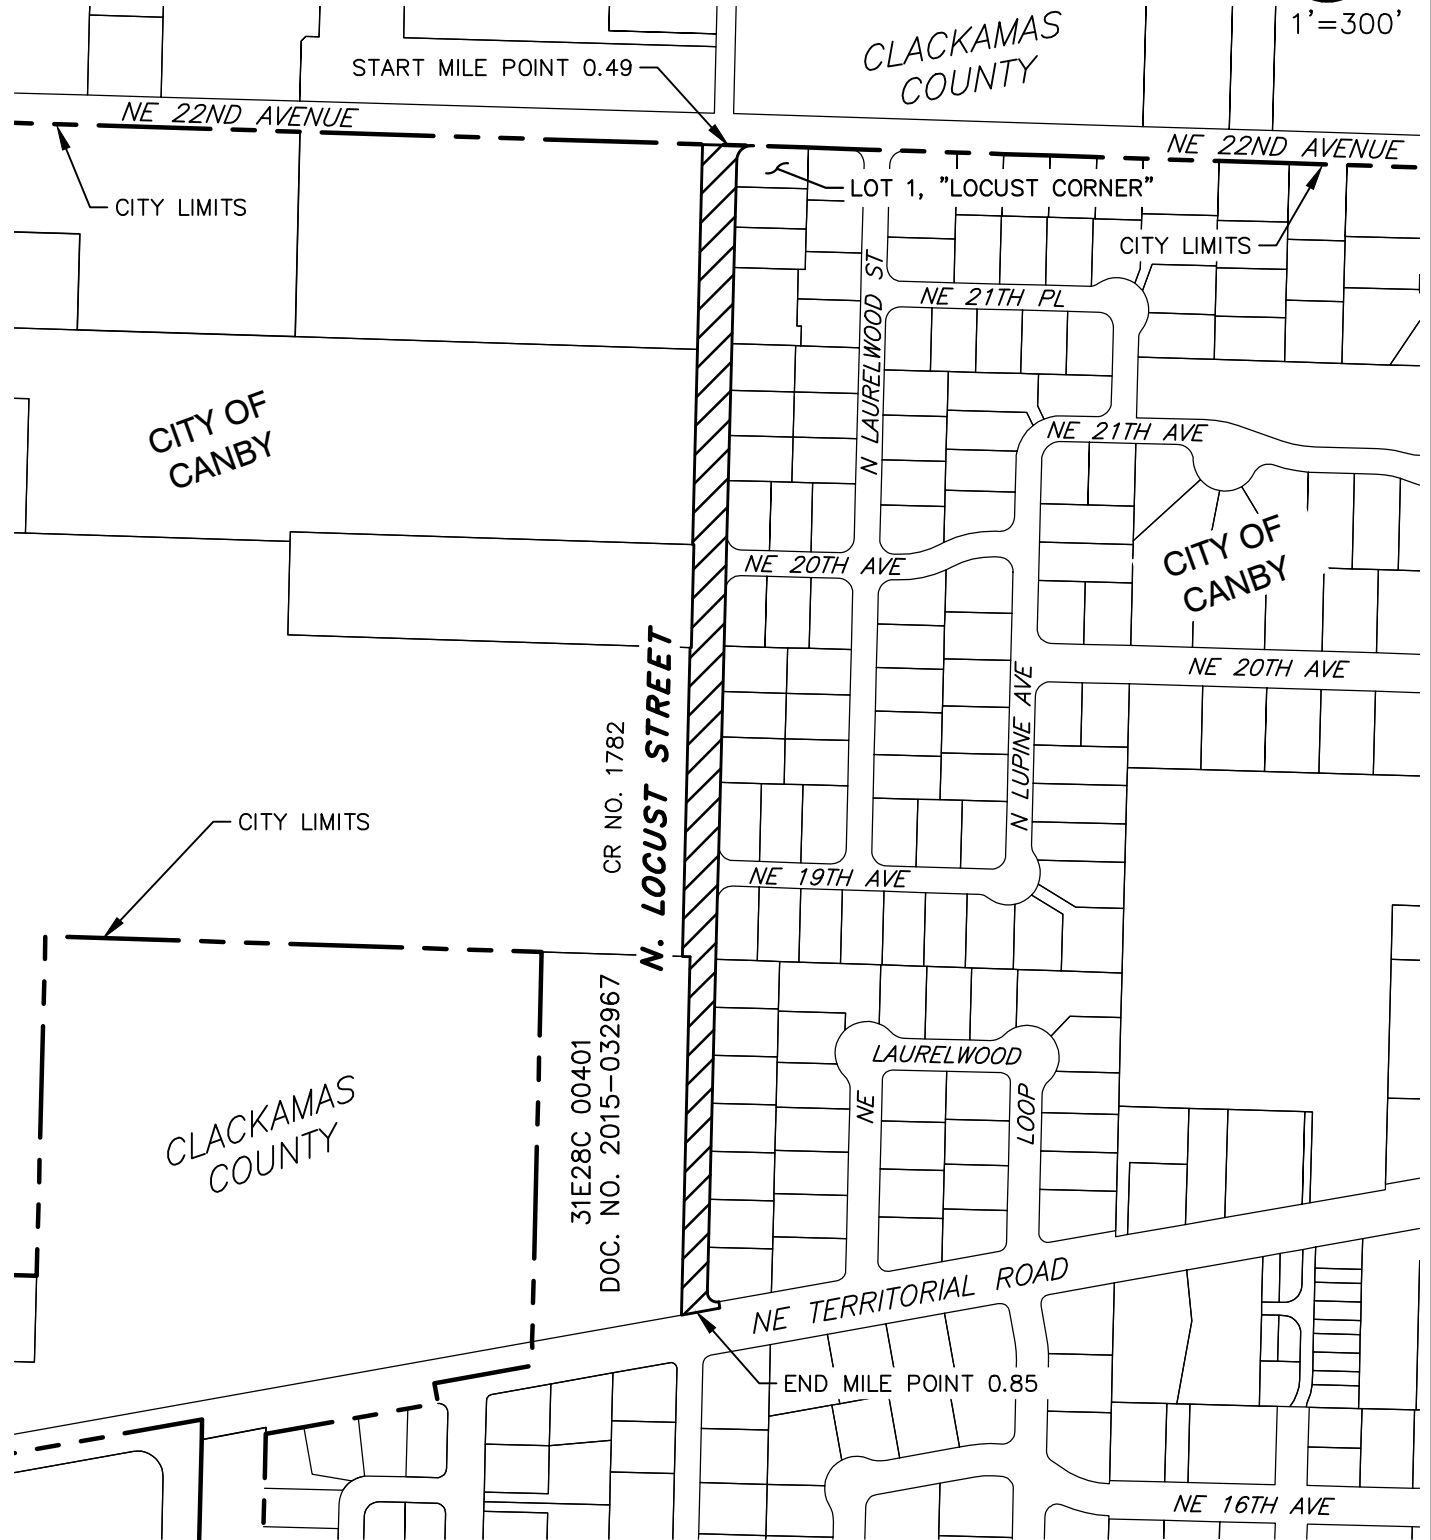 1'=300'
CLACKAMAS
COUNTY
START MILE POINT 0.49
NE 22ND AVENUE
NE 22ND AVENUE
LOT 1, "LOCUST CORNER"
CITY LIMITS
CITY LIMITS
N LAURELWOOD ST
NE 21TH PL
CITY OF
CANBY
NE 21TH AVE
CITY OF
CANBY
NE 20TH AVE
NE 20TH AVE
CR NO. 1782
N. LOCUST STREET
N LUPINE AVE
CITY LIMITS
NE 19TH AVE
31E28C 00401
DOC. NO. 2015-032967
LAURELWOOD
NE
LOOP
CLACKAMAS
COUNTY
NE TERRITORIAL ROAD
END MILE POINT 0.85
NE 16TH AVE